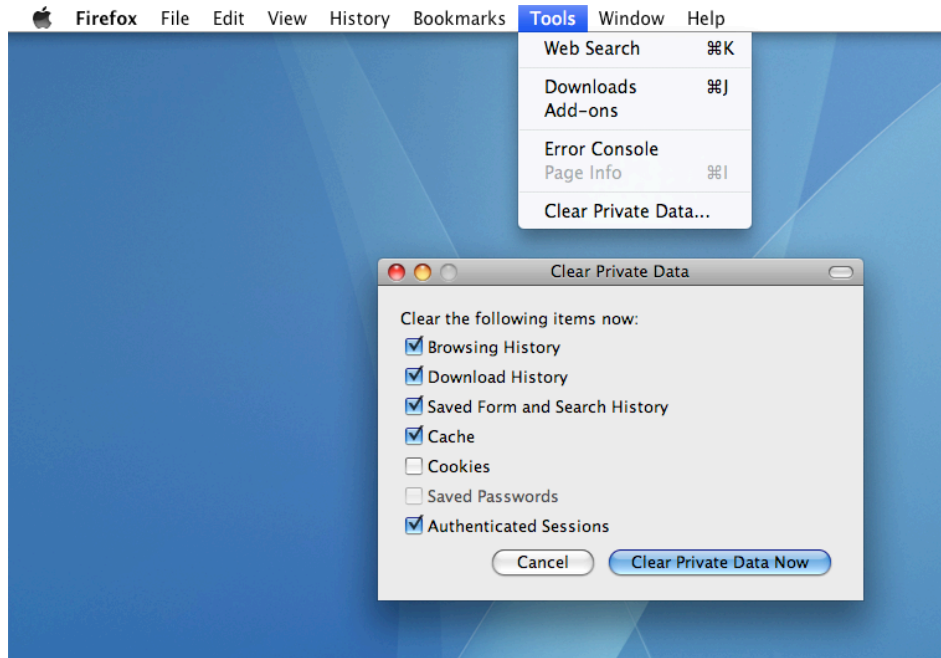 Firefox File Edit View History Bookmarks Tools Window Help
Web Search ⌘K
Downloads ⌘J
Add-ons
Error Console
Page Info ⌘I
Clear Private Data...
Clear Private Data
Clear the following items now:
Browsing History
Download History
Saved Form and Search History
Cache
Cookies
Saved Passwords
Authenticated Sessions
Cancel Clear Private Data Now